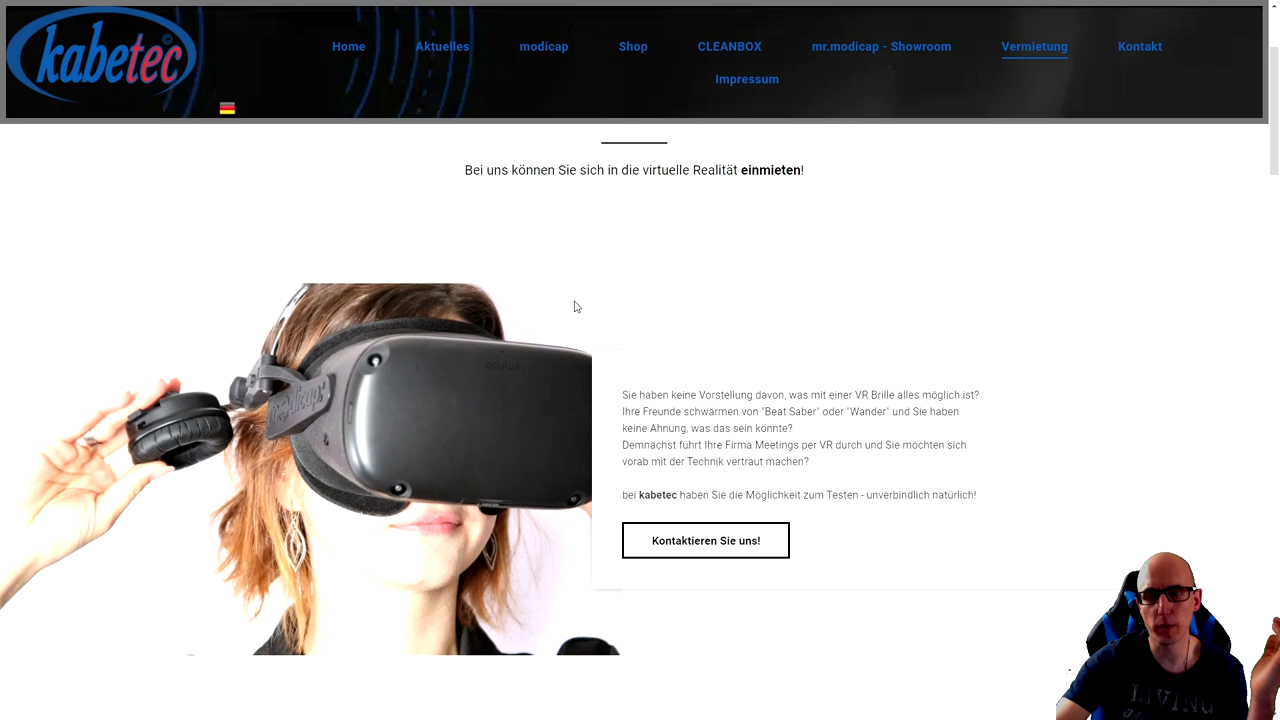 kabetec©
Home Aktuelles modicap Shop CLEANBOX mr.modicap - Showroom Vermietung Kontakt
Impressum
Bei uns können Sie sich in die virtuelle Realität einmieten!
oculus
modicap
Sie haben keine Vorstellung davon, was mit einer VR Brille alles möglich ist?
Ihre Freunde schwärmen von "Beat Saber" oder "Wander" und Sie haben
keine Ahnung, was das sein könnte?
Demnächst führt Ihre Firma Meetings per VR durch und Sie möchten sich
vorab mit der Technik vertraut machen?
bei kabetec haben Sie die Möglichkeit zum Testen - unverbindlich natürlich!
Kontaktieren Sie uns!
LIVING